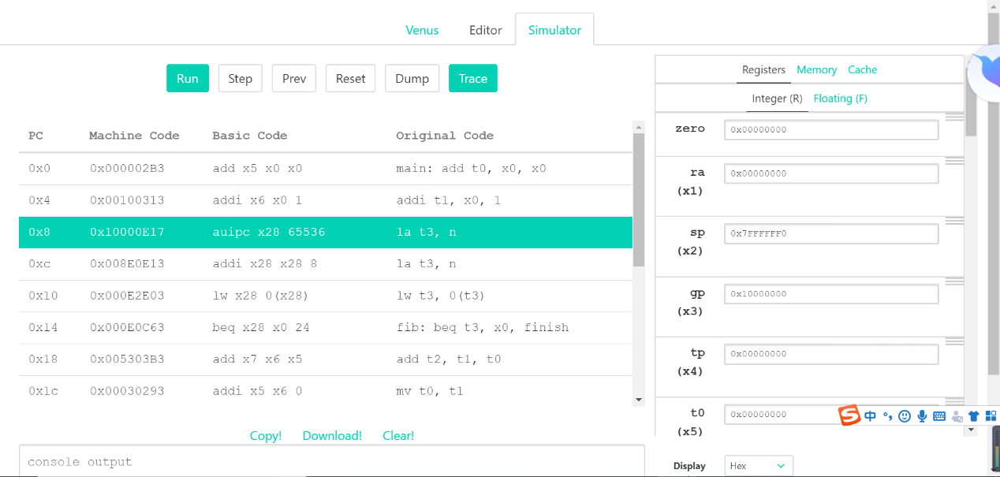 Venus Editor Simulator
Run Step Prev Reset Dump Trace
PC Machine Code Basic Code Original Code
0x0 0x000002B3 add x5 x0 x0 main: add t0, x0, x0
0x4 0x00100313 addi x6 x0 1 addi t1, x0, 1
0x8 0x10000E17 auipc x28 65536 la t3, n
0xc 0x008E0E13 addi x28 x28 8 la t3, n
0x10 0x000E2E03 lw x28 0(x28) lw t3, 0(t3)
0x14 0x000E0C63 beq x28 x0 24 fib: beq t3, x0, finish
0x18 0x005303B3 add x7 x6 x5 add t2, t1, t0
0x1c 0x00030293 addi x5 x6 0 mv t0, t1
Copy! Download! Clear!
console output
Registers Memory Cache
Integer (R) Floating (F)
zero 0x00000000
ra (x1) 0x00000000
sp (x2) 0x7FFFFFF0
gp (x3) 0x10000000
tp (x4) 0x00000000
t0 (x5) 0x00000000
S 中
Display Hex